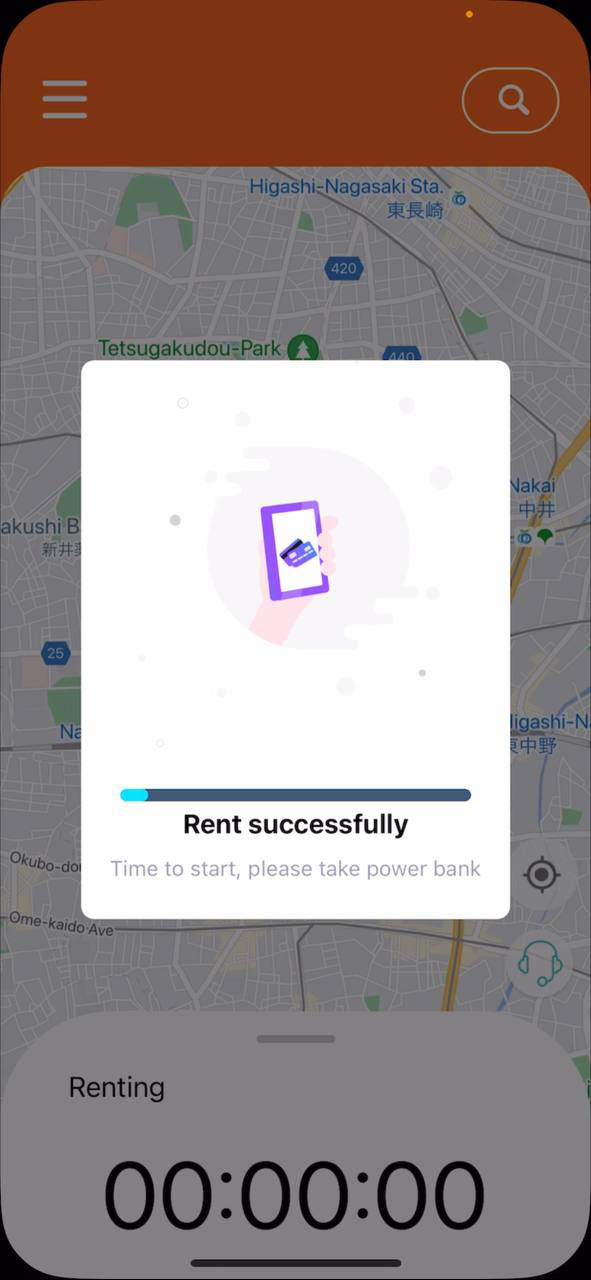 Higashi-Nagasaki Sta.
東長崎
420
Tetsugakudou-Park
440
Nakai
中井
akushi B
新井
25
Na
Higashi-Na
東中野
Rent successfully
Time to start, please take power bank
Okubo-do
Ome-kaido Ave
Renting
00:00:00